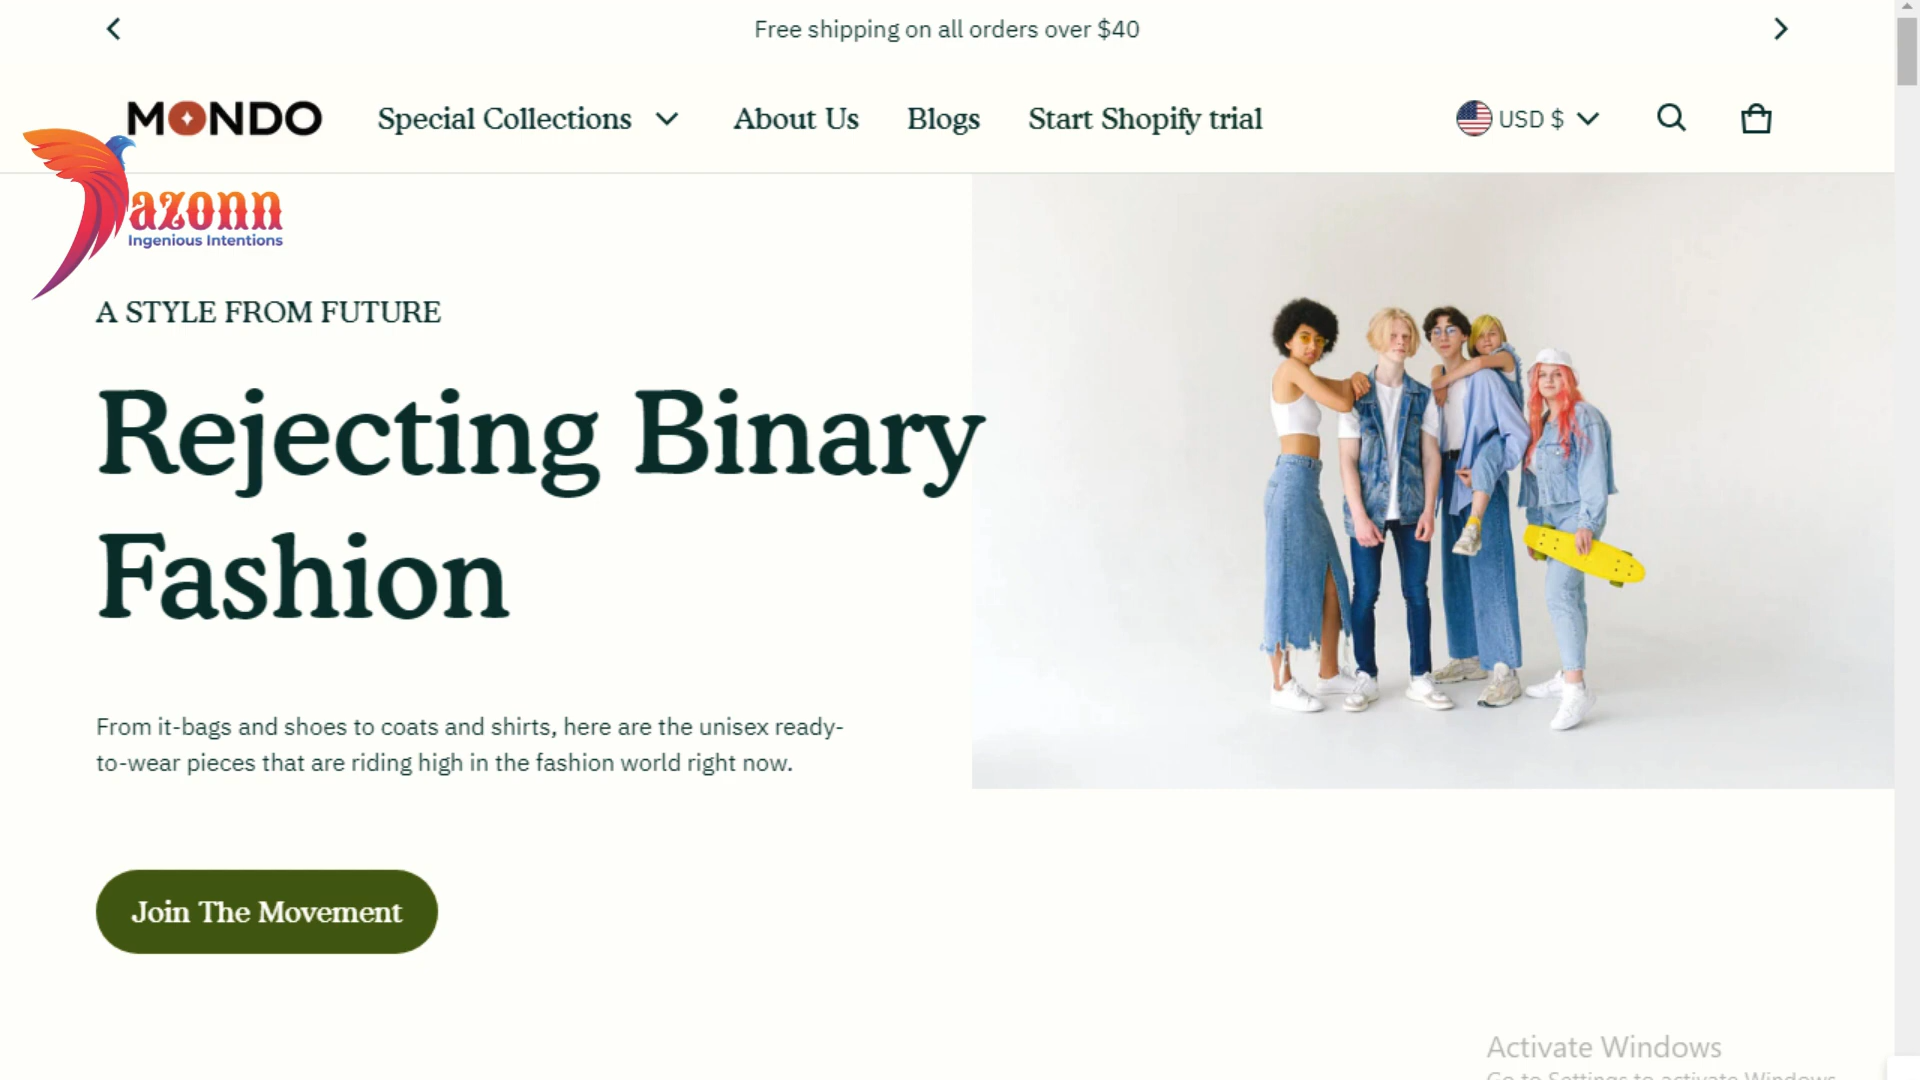 Free shipping on all orders over $40
MONDO Special Collections About Us Blogs Start Shopify trial USD $
azonn
Ingenious Intentions
A STYLE FROM FUTURE
Rejecting Binary
Fashion
From it-bags and shoes to coats and shirts, here are the unisex ready-
to-wear pieces that are riding high in the fashion world right now.
Join The Movement
Activate Windows
Go to Settings to activate Windows.